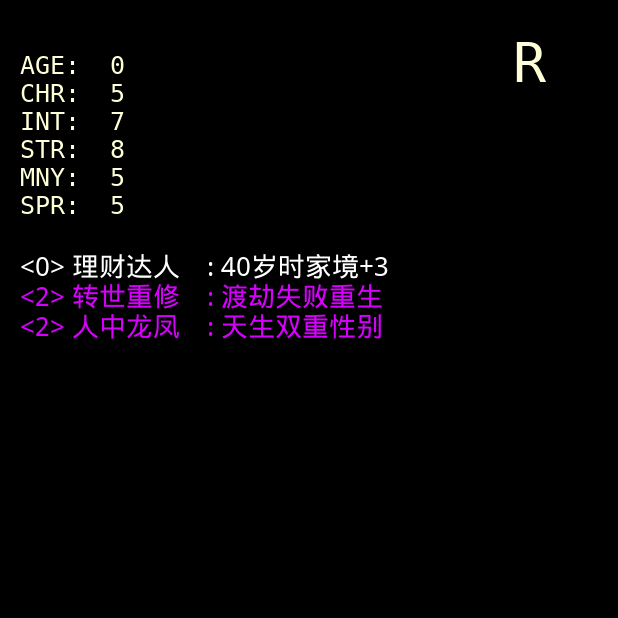 R
AGE: 0
CHR: 5
INT: 7
STR: 8
MNY: 5
SPR: 5
<0> 理财达人 : 40岁时家境+3
<2> 转世重修 : 渡劫失败重生
<2> 人中龙凤 : 天生双重性别